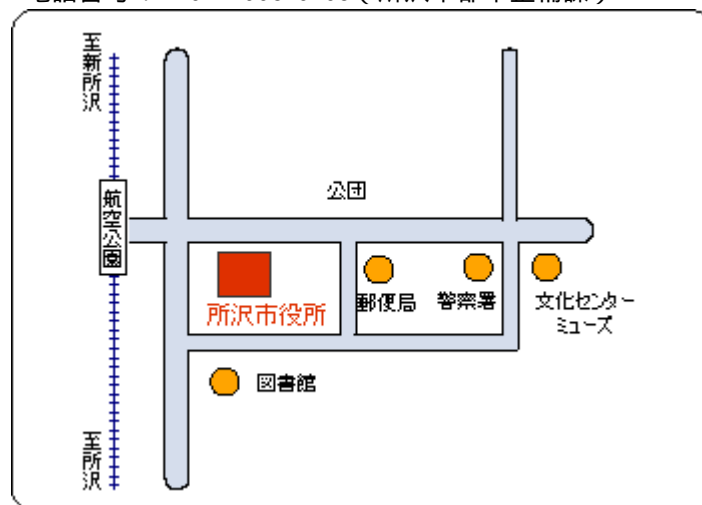 至新所沢
公団
航空公園
所沢市役所
郵便局
警察署
文化センター
ミューズ
図書館
至所沢